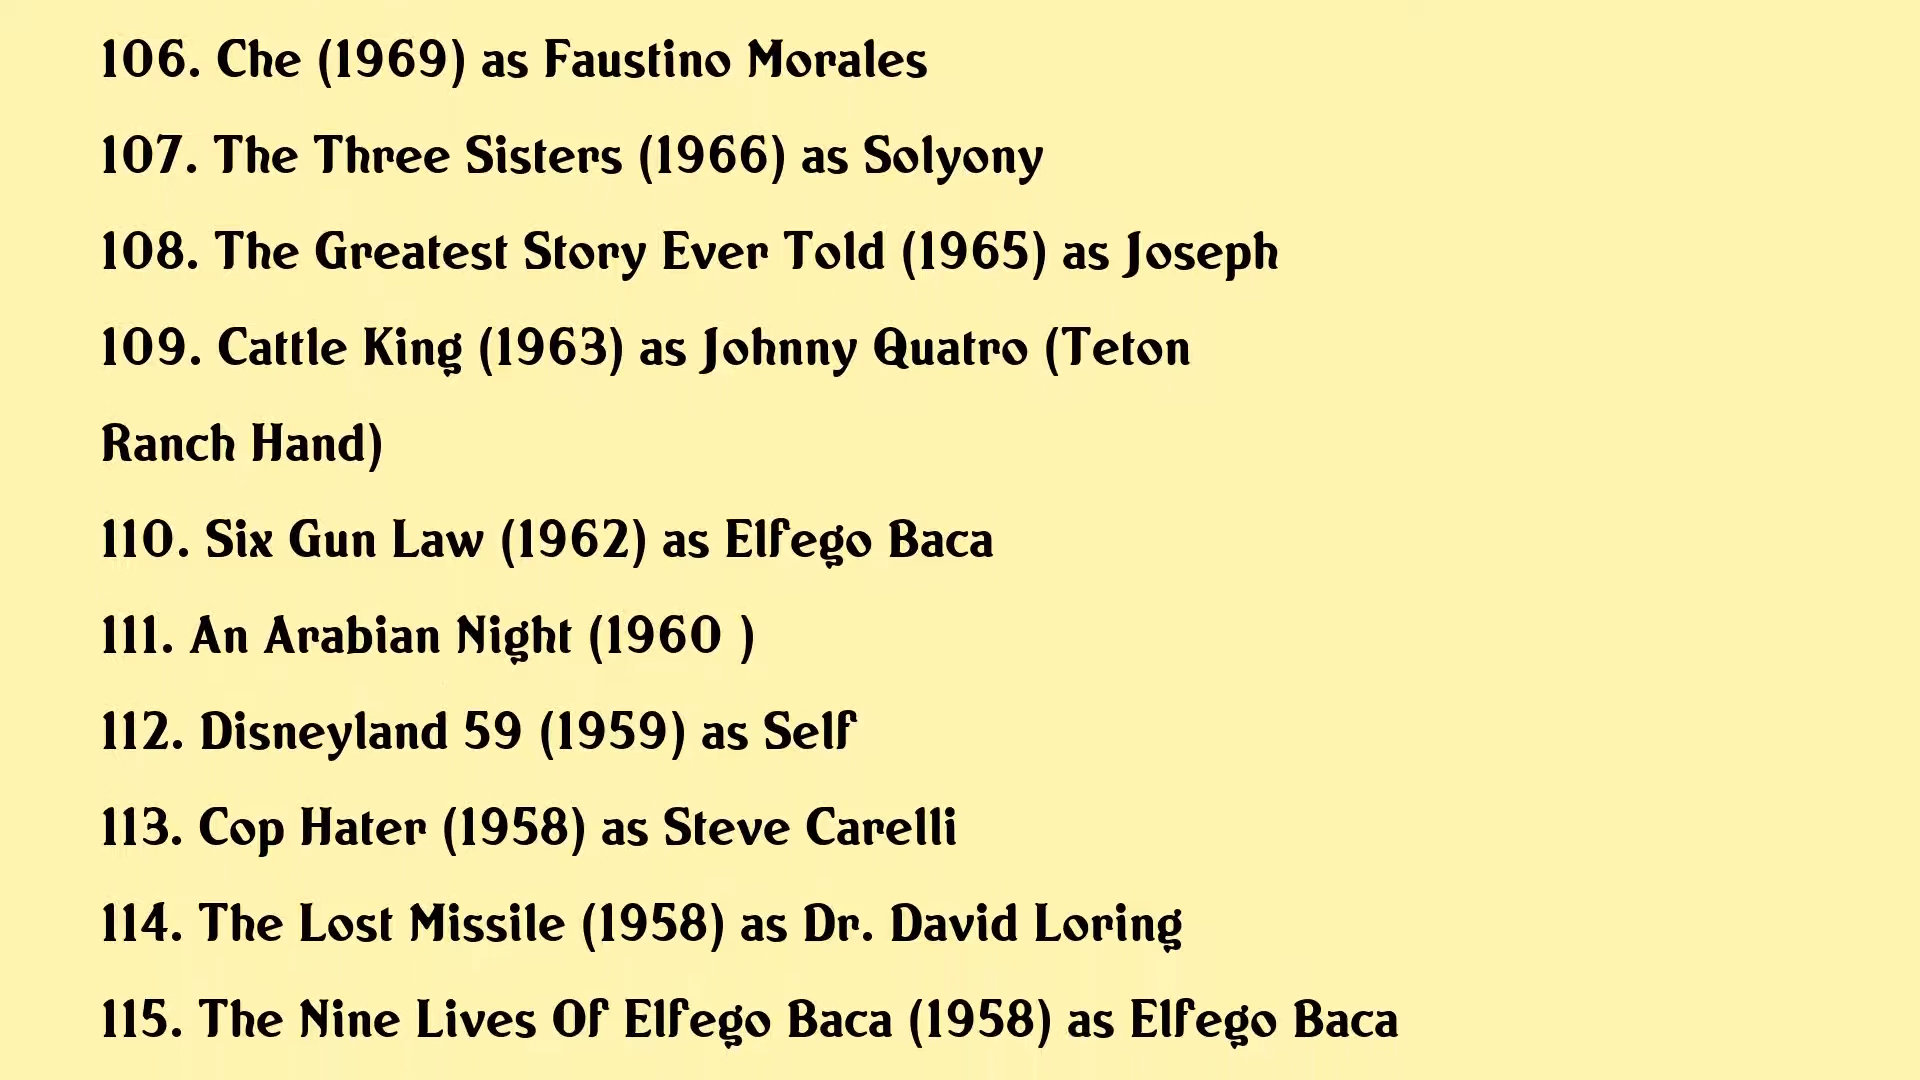 106. Che (1969) as Faustino Morales
107. The Three Sisters (1966) as Solyony
108. The Greatest Story Ever Told (1965) as Joseph
109. Cattle King (1963) as Johnny Quatro (Teton
Ranch Hand)
110. Six Gun Law (1962) as Elfego Baca
111. An Arabian Night (1960 )
112. Disneyland 59 (1959) as Self
113. Cop Hater (1958) as Steve Carelli
114. The Lost Missile (1958) as Dr. David Loring
115. The Nine Lives Of Elfego Baca (1958) as Elfego Baca